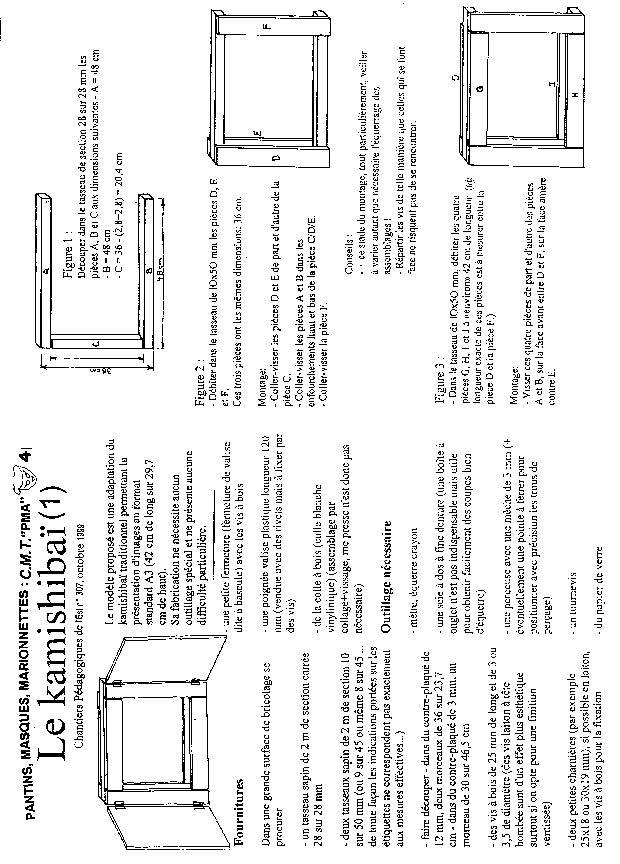 PANTINS, MASQUES, MARIONNETTES : C.M.T. "PMA" 4
Le kamishibaï (1)
Chantiers Pédagogiques de l'Est n° 307, octobre 1999
Le modèle proposé est une adaptation du
kamishibaï traditionnel permettant la
présentation d'images au format
standard A3 (42 cm de long sur 29,7
cm de haut).
Sa fabrication ne nécessite aucun
outillage spécial et ne présente aucune
difficulté particulière.
Fournitures
Dans une grande surface de bricolage se
procurer
- un tasseau sapin de 2 m de section carrée
28 sur 28 mm
- deux tasseaux sapin de 2 m de section 10
sur 50 mm (ou 9 sur 45 ou même 8 sur 45 ...
de toute façon les indications portées sur les
étiquettes ne correspondent pas exactement
aux mesures effectives...)
- faire découper - dans du contre-plaqué de
12 mm, deux morceaux de 36 sur 23,7
cm - dans du contre-plaqué de 3 mm, un
morceau de 30 sur 46,5 cm
- des vis à bois de 25 mm de long et de 3 ou
3,5 de diamètre (des vis laiton à tête
bombée sont d'un effet plus esthétique
surtout si on opte pour une finition
vernissée)
- deux petites charnières (par exemple
25x18 ou 30x39 mm), si possible en laiton,
avec les vis à bois pour la fixation
- une petite fermeture (fermeture de valise
dite à bascule) avec les vis à bois
- une poignée valise plastique longueur 120
mm (vendue avec des rivets mais à fixer par
des vis)
- de la colle à bois (colle blanche
vinylique) (assemblage par
collage+vissage, une presse n'est donc pas
nécessaire)
Outillage nécessaire
- mètre, équerre crayon
- une scie à dos à fine denture (une boîte à
onglet n'est pas indispensable mais utile
pour obtenir facilement des coupes bien
d'équerre)
- une perceuse avec une mèche de 3 mm (+
éventuellement une pointe à ferrer pour
positionner avec précision les trous de
perçage)
- un tournevis
- du papier de verre
A
C
B
36 cm
48 cm
Figure 1 :
Découper dans le tasseau de section 28 sur 28 mm les
pièces A, B et C aux dimensions suivantes - A = 48 cm
- B = 48 cm
- C = 36 - (2,8+2,8) = 20,4 cm
Figure 2 :
- Débiter dans le tasseau de 10x50 mm les pièces D, E
et F.
Ces trois pièces ont les mêmes dimensions: 36 cm.
Montage:
- Coller-visser les pièces D et E de part et d'autre de la
pièce C.
- Coller-visser les pièces A et B dans les
enfourchements haut et bas de la pièce C/D/E.
- Coller-visser la pièce F.
D
E
F
Conseils :
- ce stade du montage, tout particulièrement, veiller
à vérifier autant que nécessaire l'équerrage des
assemblages !
- Répartir les vis de telle manière que celles qui se font
face ne risquent pas de se rencontrer.
Figure 3 :
- Dans le tasseau de 10x50 mm, débiter les quatre
pièces G, H, I et J à environ 42 cm de longueur (la
longueur exacte de ces pièces est à mesurer entre la
pièce D et la pièce F.)
Montage:
- Visser ces quatre pièces de part et d'autre des pièces
A et B, sur la face avant entre D et F, sur la face arrière
contre E.
G
H